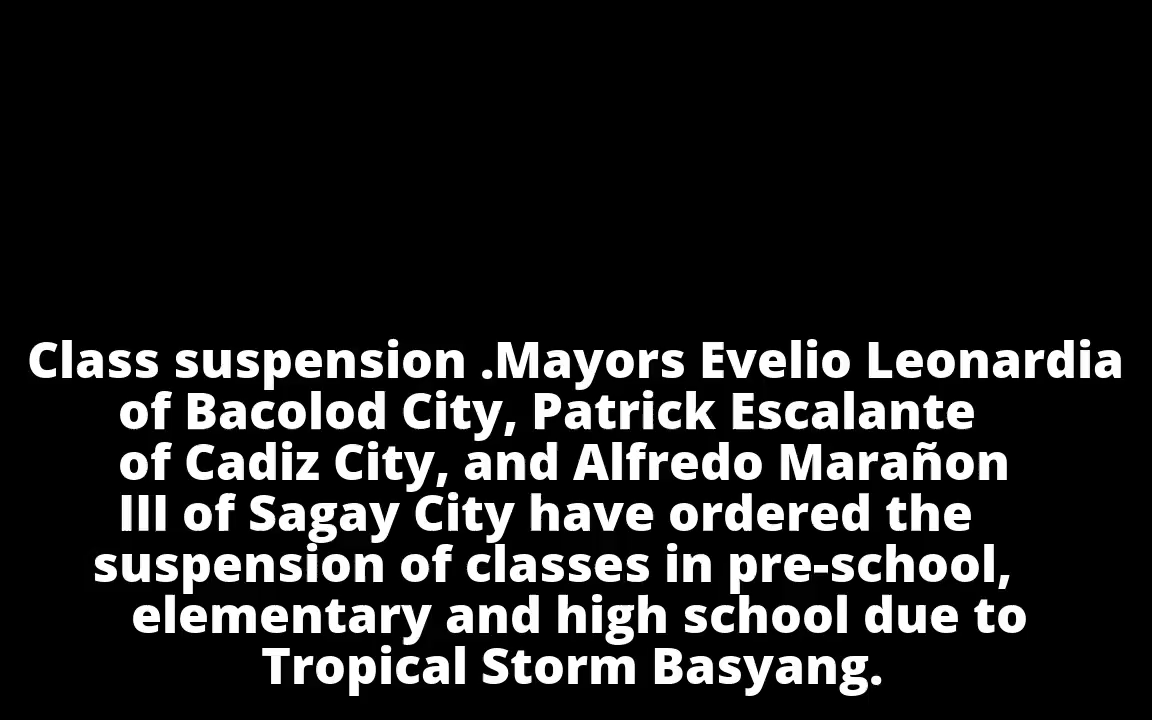 Class suspension .Mayors Evelio Leonardia
of Bacolod City, Patrick Escalante
of Cadiz City, and Alfredo Marañon
III of Sagay City have ordered the
suspension of classes in pre-school,
elementary and high school due to
Tropical Storm Basyang.